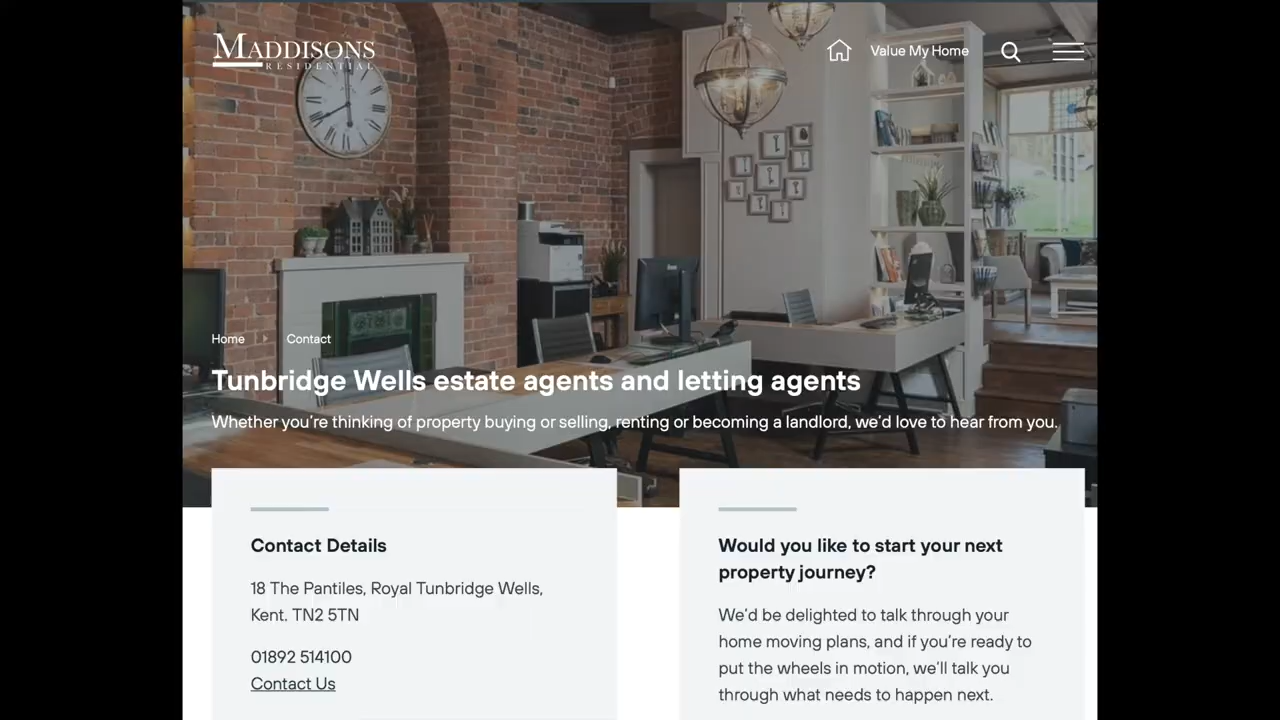 MADDISONS
RESIDENTIAL
Value My Home
Home Contact
Tunbridge Wells estate agents and letting agents
Whether you're thinking of property buying or selling, renting or becoming a landlord, we'd love to hear from you.
Contact Details
18 The Pantiles, Royal Tunbridge Wells,
Kent. TN2 5TN
01892 514100
Contact Us
Would you like to start your next
property journey?
We'd be delighted to talk through your
home moving plans, and if you're ready to
put the wheels in motion, we'll talk you
through what needs to happen next.